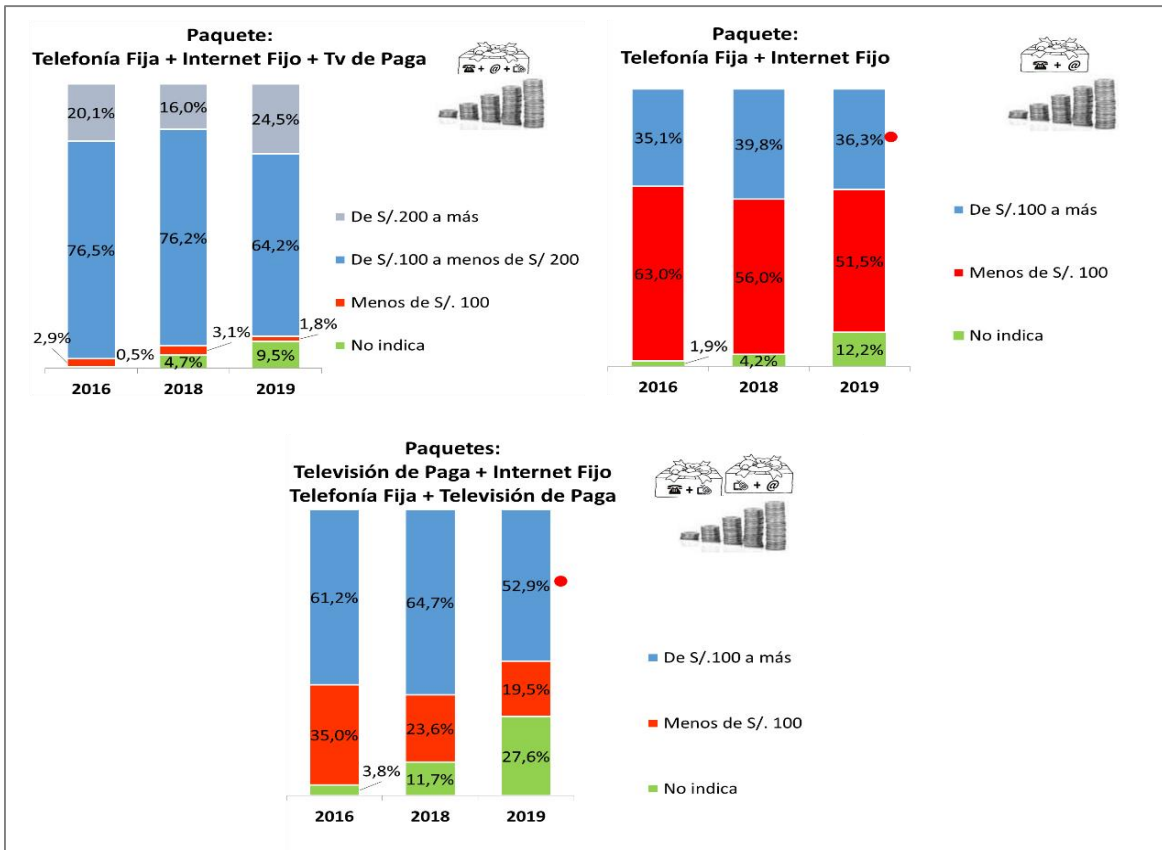 Paquete:
Telefonía Fija + Internet Fijo + Tv de Paga
☎ + @ +
20,1%
16,0%
24,5%
76,5%
76,2%
64,2%
2,9%
0,5%
3,1%
4,7%
1,8%
9,5%
2016 2018 2019
De S/.200 a más
De S/.100 a menos de S/ 200
Menos de S/. 100
No indica
Paquete:
Telefonía Fija + Internet Fijo
☎ + @
35,1%
39,8%
36,3%
63,0%
56,0%
51,5%
1,9%
4,2%
12,2%
2016 2018 2019
De S/.100 a más
Menos de S/. 100
No indica
Paquetes:
Televisión de Paga + Internet Fijo
Telefonía Fija + Televisión de Paga
☎ +
+ @
61,2%
64,7%
52,9%
35,0%
23,6%
19,5%
3,8%
11,7%
27,6%
2016 2018 2019
De S/.100 a más
Menos de S/. 100
No indica